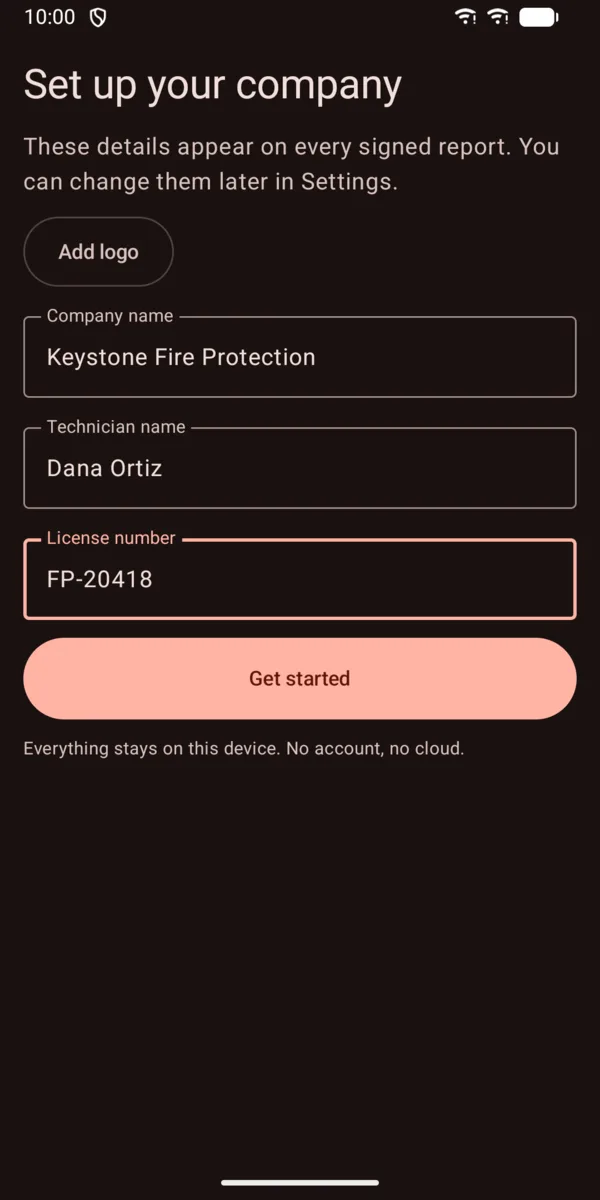 10:00
Set up your company
These details appear on every signed report. You
can change them later in Settings.
Add logo
Company name
Keystone Fire Protection
Technician name
Dana Ortiz
License number
FP-20418
Get started
Everything stays on this device. No account, no cloud.